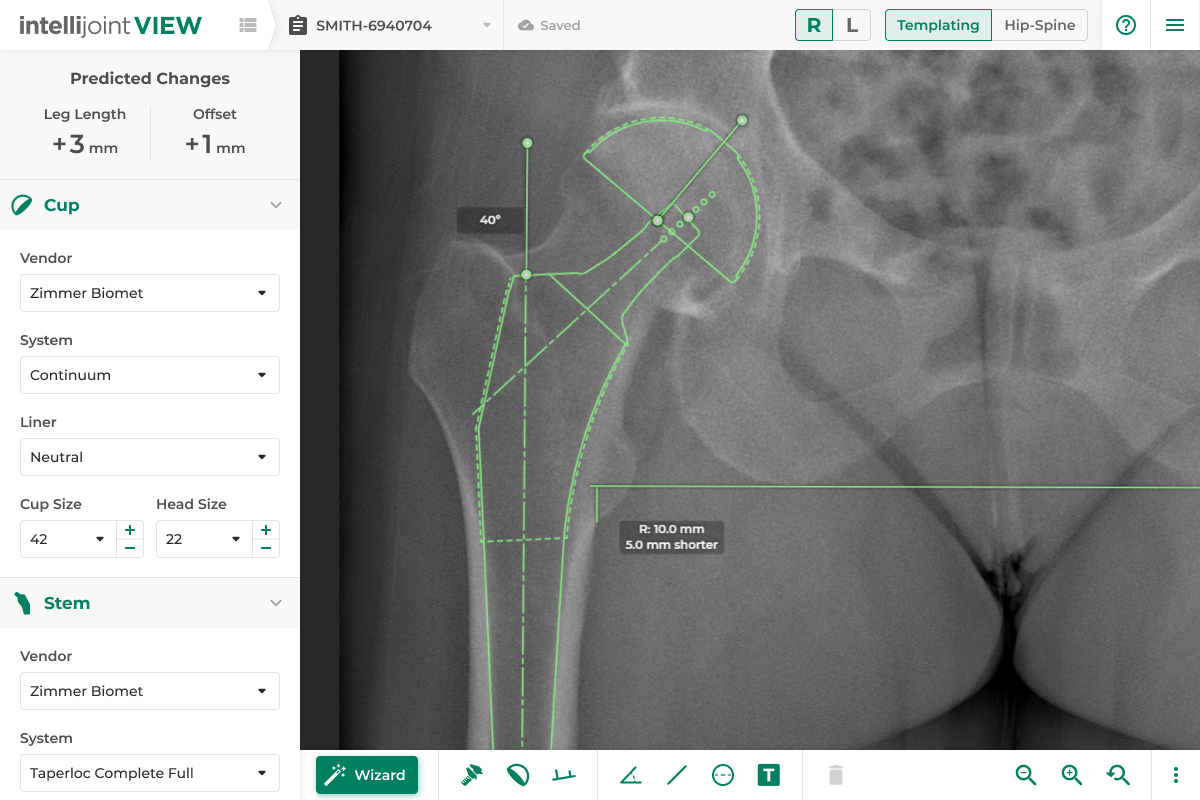 intellijoint VIEW
SMITH-6940704
Saved
R L
Templating Hip-Spine
Predicted Changes
Leg Length Offset
+3 mm +1 mm
Cup
Vendor
Zimmer Biomet
System
Continuum
Liner
Neutral
Cup Size Head Size
42 + − 22 + −
Stem
Vendor
Zimmer Biomet
System
Taperloc Complete Full
40°
R: 10.0 mm
5.0 mm shorter
Wizard
T